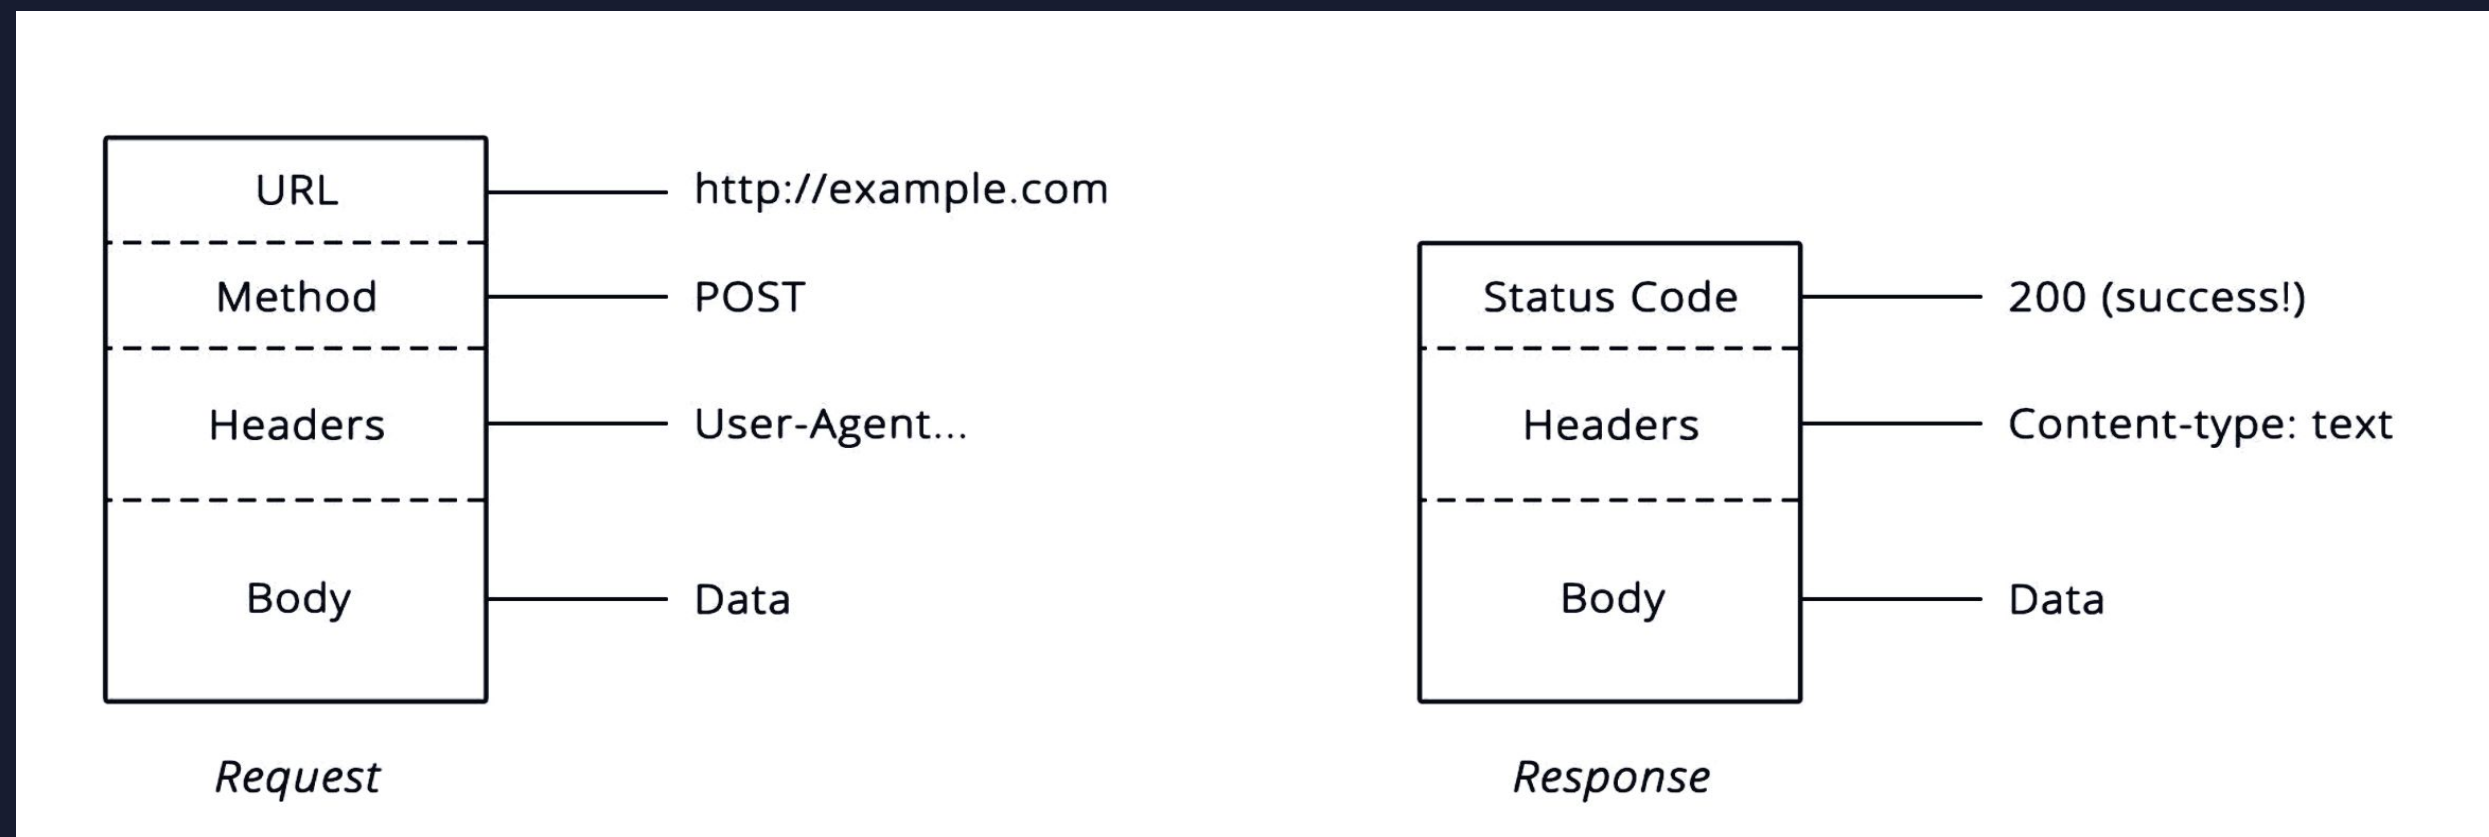 URL
http://example.com
Method
POST
Headers
User-Agent...
Body
Data
Request
Status Code
200 (success!)
Headers
Content-type: text
Body
Data
Response